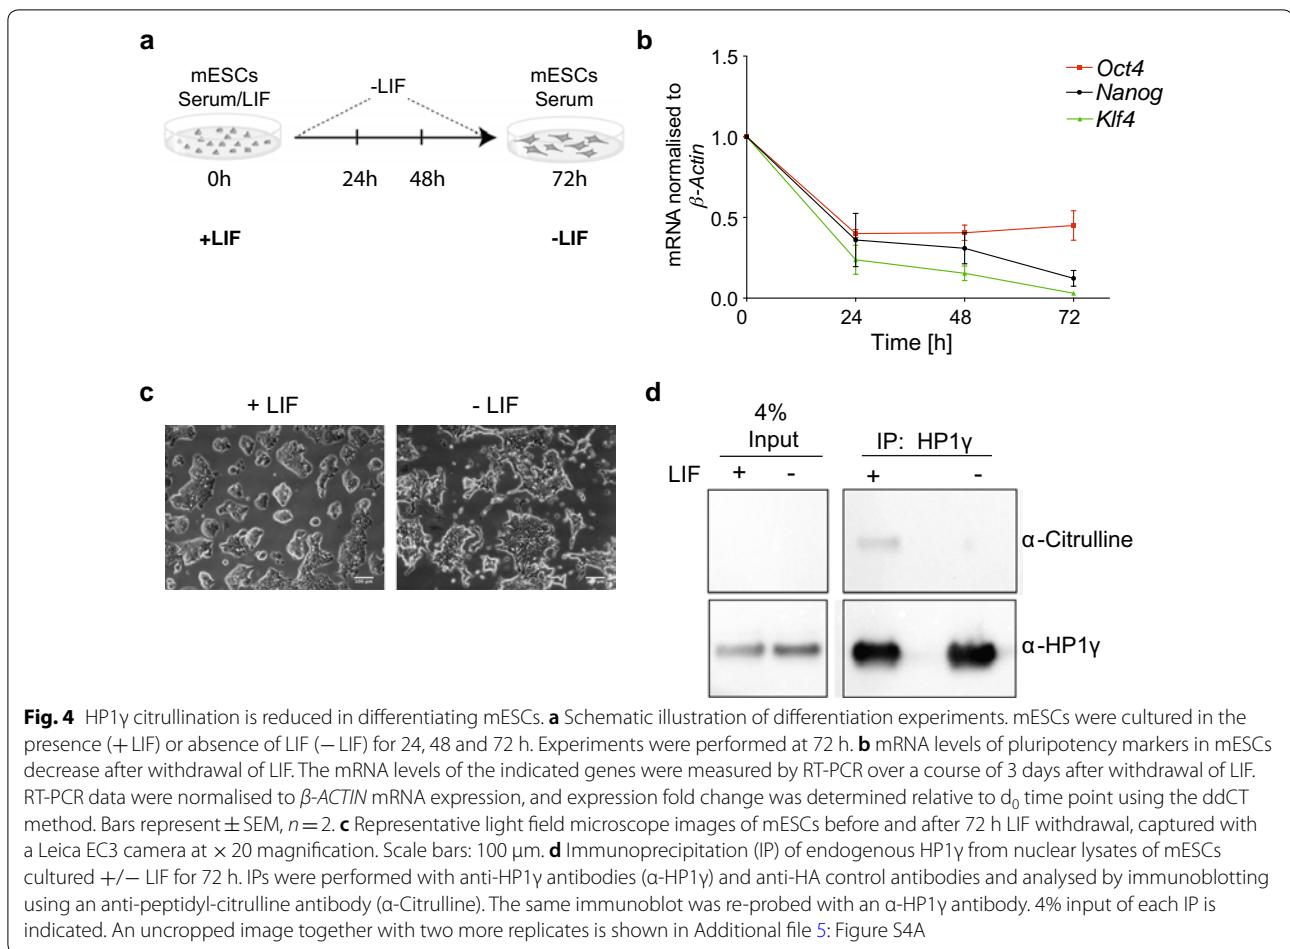 a
mESCs
Serum/LIF
-LIF
mESCs
Serum
0h
24h
48h
72h
+LIF
-LIF
b
mRNA normalised to
β-Actin
1.5
1.0
0.5
0.0
0
24
48
72
Time [h]
Oct4
Nanog
Klf4
c
+ LIF
- LIF
100 μm
d
4%
Input
IP: HP1γ
LIF + - + -
α-Citrulline
α-HP1γ
Fig. 4 HP1γ citrullination is reduced in differentiating mESCs. a Schematic illustration of differentiation experiments. mESCs were cultured in the
presence (+ LIF) or absence of LIF (− LIF) for 24, 48 and 72 h. Experiments were performed at 72 h. b mRNA levels of pluripotency markers in mESCs
decrease after withdrawal of LIF. The mRNA levels of the indicated genes were measured by RT-PCR over a course of 3 days after withdrawal of LIF.
RT-PCR data were normalised to β-ACTIN mRNA expression, and expression fold change was determined relative to d0 time point using the ddCT
method. Bars represent ± SEM, n = 2. c Representative light field microscope images of mESCs before and after 72 h LIF withdrawal, captured with
a Leica EC3 camera at × 20 magnification. Scale bars: 100 μm. d Immunoprecipitation (IP) of endogenous HP1γ from nuclear lysates of mESCs
cultured +/− LIF for 72 h. IPs were performed with anti-HP1γ antibodies (α-HP1γ) and anti-HA control antibodies and analysed by immunoblotting
using an anti-peptidyl-citrulline antibody (α-Citrulline). The same immunoblot was re-probed with an α-HP1γ antibody. 4% input of each IP is
indicated. An uncropped image together with two more replicates is shown in Additional file 5: Figure S4A